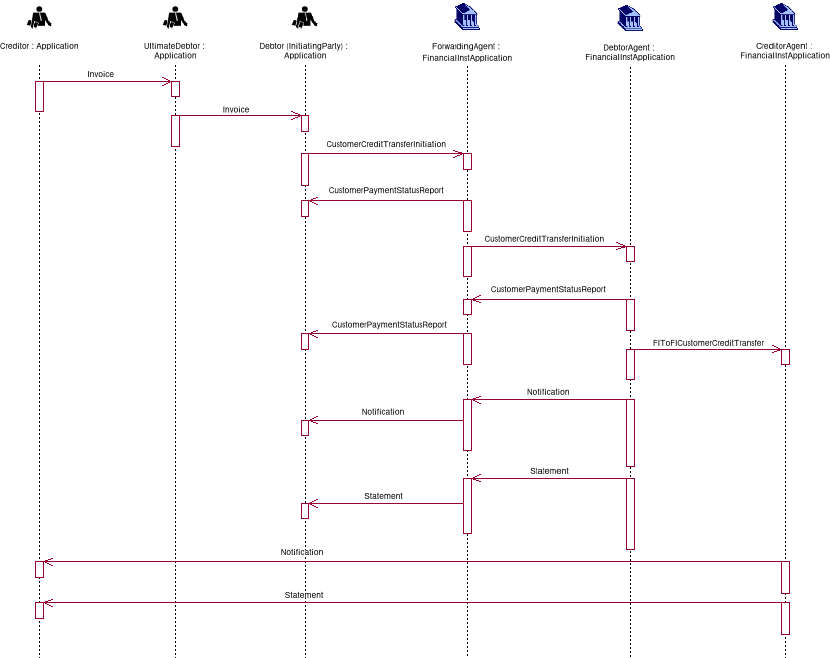 Creditor : Application
UltimateDebtor :
Application
Debtor (InitiatingParty) :
Application
ForwardingAgent :
FinancialInstApplication
DebtorAgent :
FinancialInstApplication
CreditorAgent :
FinancialInstApplication
Invoice
Invoice
CustomerCreditTransferInitiation
CustomerPaymentStatusReport
CustomerCreditTransferInitiation
CustomerPaymentStatusReport
CustomerPaymentStatusReport
FIToFICustomerCreditTransfer
Notification
Notification
Statement
Statement
Notification
Statement